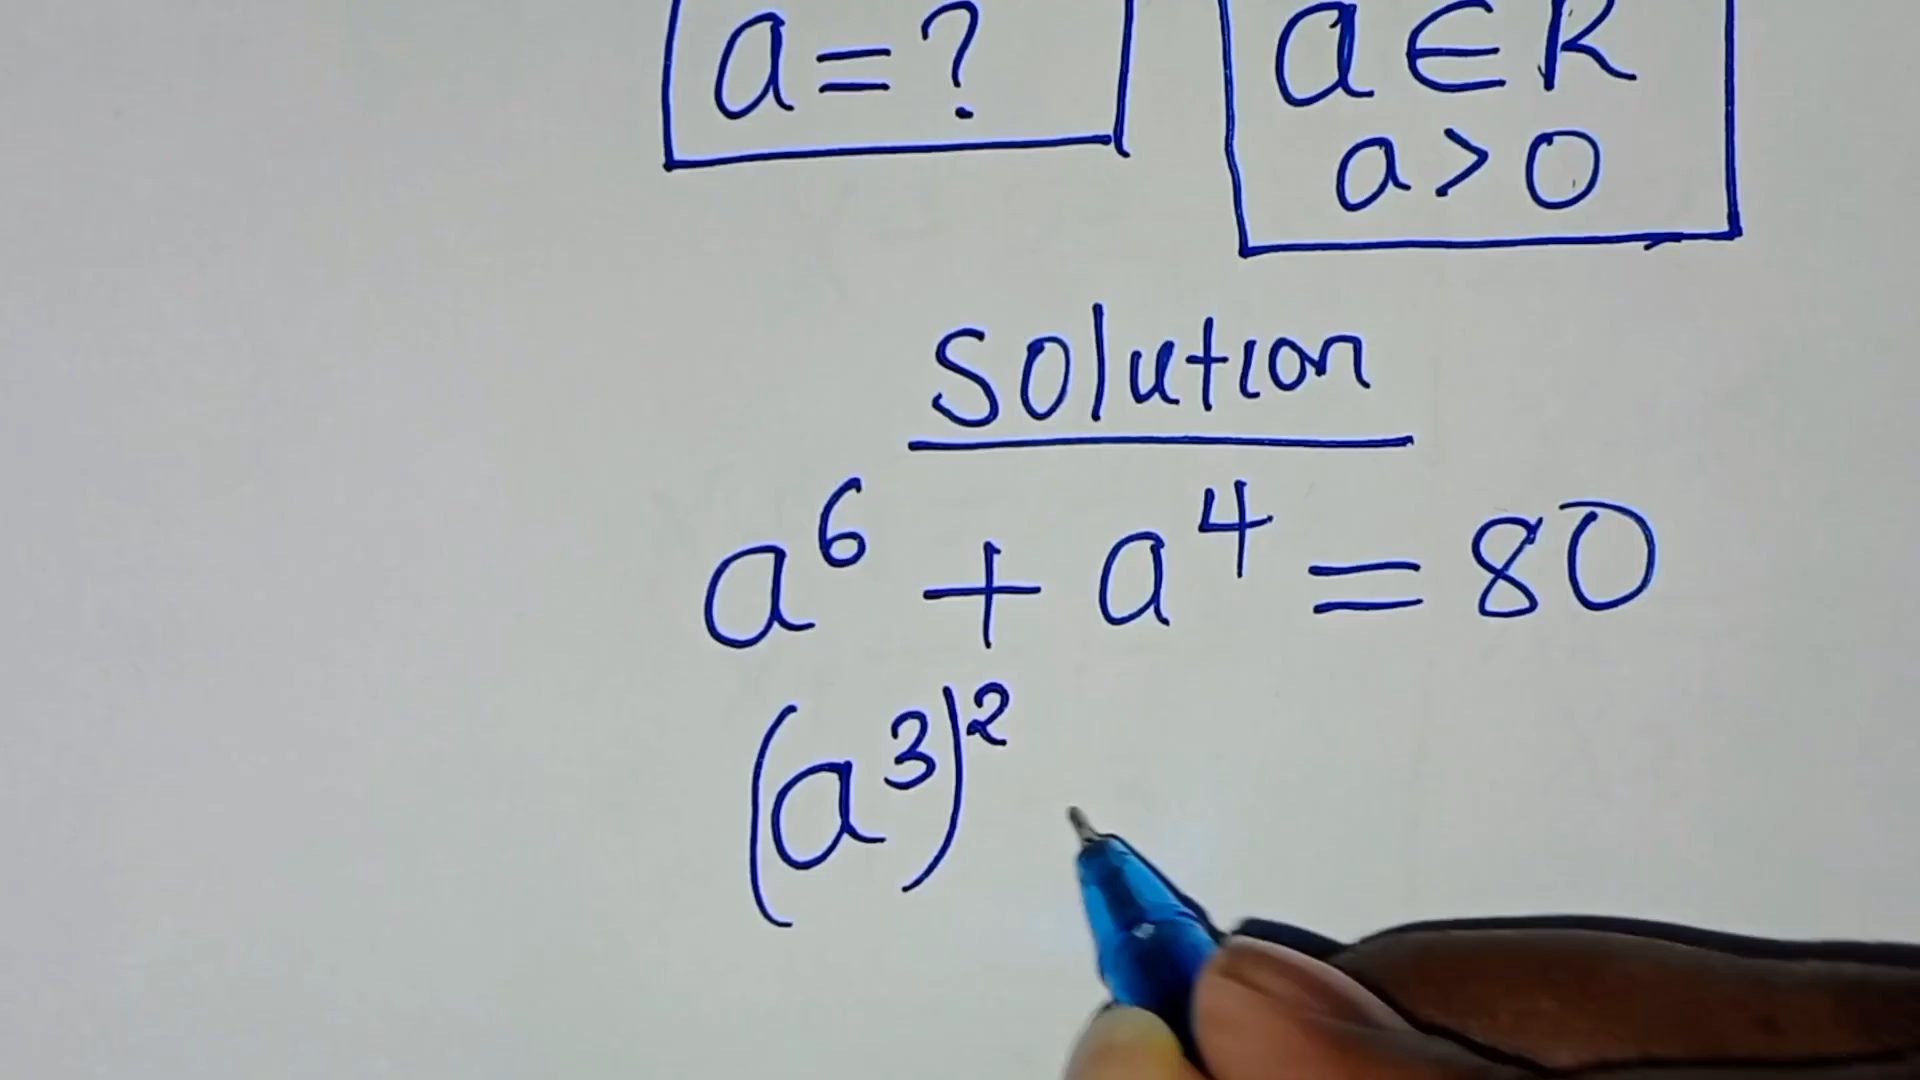 a=? a∈R
a>0
Solution
a⁶ + a⁴ = 80
(a³)²